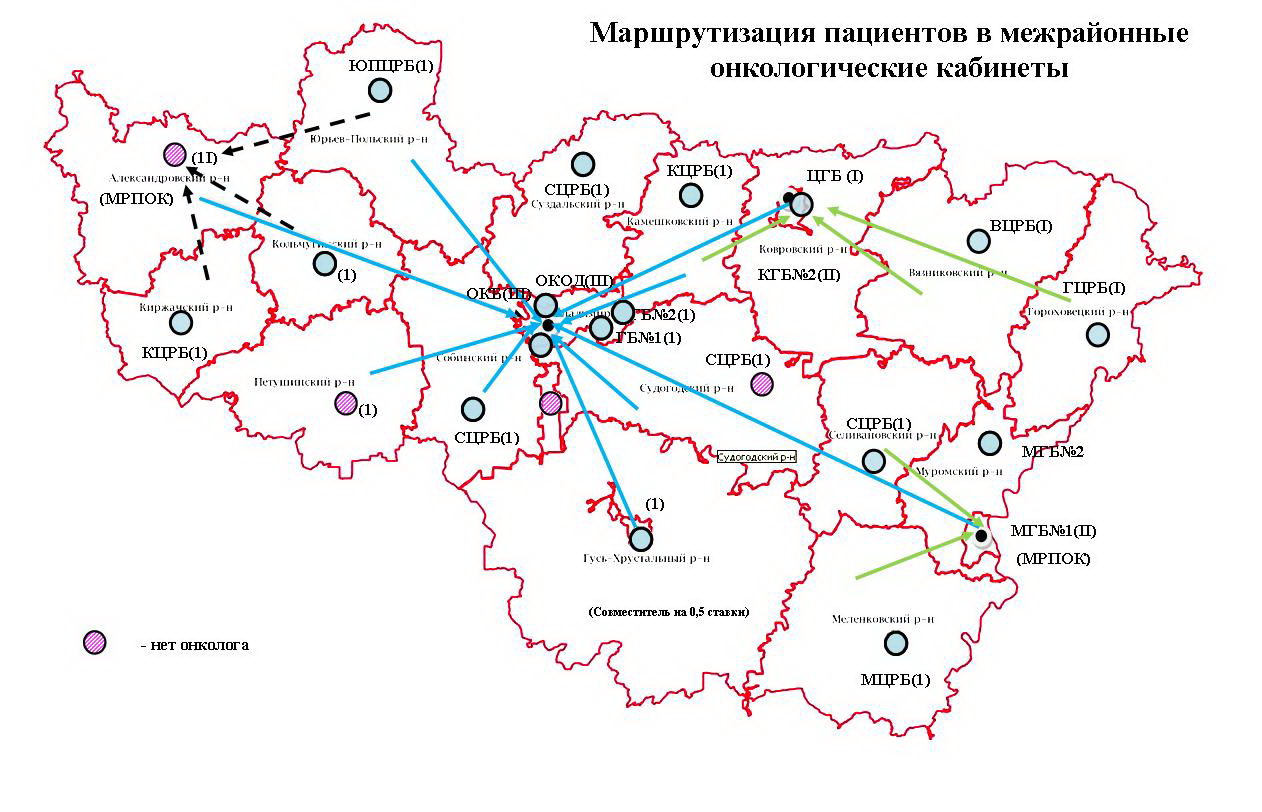 Маршрутизация пациентов в межрайонные
онкологические кабинеты
ЮПЦРБ(1)
Юрьев-Польский р-н
(1I)
Александровский р-н
(МРПОК)
СЦРБ(1)
Суздальский р-н
КЦРБ(1)
Камешковский р-н
ЦГБ (I)
Ковровский р-н
КГБ№2(II)
ВЦРБ(I)
Вязниковский р-н
ГЦРБ(I)
Гороховецкий р-н
Кольчугинский р-н
(1)
Киржачский р-н
КЦРБ(1)
ОКОД(III)
ОКБ(III)
ГБ№2(1)
ГБ№1(1)
Собинский р-н
СЦРБ(1)
Петушинский р-н
(1)
СЦРБ(1)
Судогодский р-н
СЦРБ(1)
Селивановский р-н
МГБ№2
Муромский р-н
Судогодский р-н
(1)
Гусь-Хрустальный р-н
МГБ№1(II)
(МРПОК)
(Совместитель на 0,5 ставки)
Меленковский р-н
МЦРБ(1)
- нет онколога